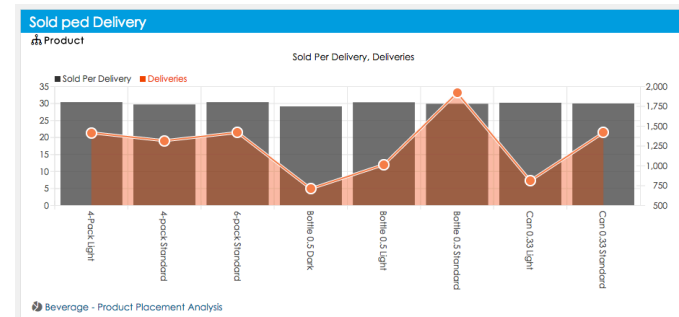 Sold ped Delivery
Product
Sold Per Delivery, Deliveries
Sold Per Delivery Deliveries
35 2,000
30 1,750
25 1,500
20 1,250
15 1,000
10 750
5 500
0
4-Pack Light
4-pack Standard
6-pack Standard
Bottle 0.5 Dark
Bottle 0.5 Light
Bottle 0.5 Standard
Can 0.33 Light
Can 0.33 Standard
Beverage - Product Placement Analysis